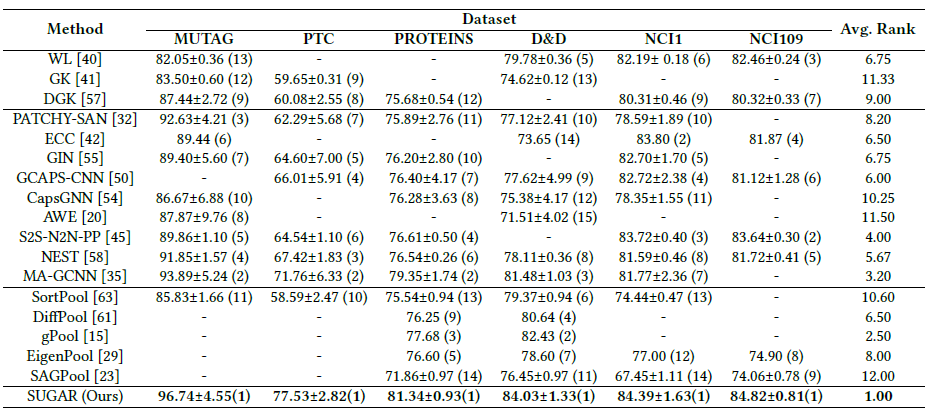 Method Dataset Avg. Rank
MUTAG PTC PROTEINS D&D NCI1 NCI109
WL [40] 82.05±0.36 (13) - - 79.78±0.36 (5) 82.19± 0.18 (6) 82.46±0.24 (3) 6.75
GK [41] 83.50±0.60 (12) 59.65±0.31 (9) - 74.62±0.12 (13) - - 11.33
DGK [57] 87.44±2.72 (9) 60.08±2.55 (8) 75.68±0.54 (12) - 80.31±0.46 (9) 80.32±0.33 (7) 9.00
PATCHY-SAN [32] 92.63±4.21 (3) 62.29±5.68 (7) 75.89±2.76 (11) 77.12±2.41 (10) 78.59±1.89 (10) - 8.20
ECC [42] 89.44 (6) - - 73.65 (14) 83.80 (2) 81.87 (4) 6.50
GIN [55] 89.40±5.60 (7) 64.60±7.00 (5) 76.20±2.80 (10) - 82.70±1.70 (5) - 6.75
GCAPS-CNN [50] - 66.01±5.91 (4) 76.40±4.17 (7) 77.62±4.99 (9) 82.72±2.38 (4) 81.12±1.28 (6) 6.00
CapsGNN [54] 86.67±6.88 (10) - 76.28±3.63 (8) 75.38±4.17 (12) 78.35±1.55 (11) - 10.25
AWE [20] 87.87±9.76 (8) - - 71.51±4.02 (15) - - 11.50
S2S-N2N-PP [45] 89.86±1.10 (5) 64.54±1.10 (6) 76.61±0.50 (4) - 83.72±0.40 (3) 83.64±0.30 (2) 4.00
NEST [58] 91.85±1.57 (4) 67.42±1.83 (3) 76.54±0.26 (6) 78.11±0.36 (8) 81.59±0.46 (8) 81.72±0.41 (5) 5.67
MA-GCNN [35] 93.89±5.24 (2) 71.76±6.33 (2) 79.35±1.74 (2) 81.48±1.03 (3) 81.77±2.36 (7) - 3.20
SortPool [63] 85.83±1.66 (11) 58.59±2.47 (10) 75.54±0.94 (13) 79.37±0.94 (6) 74.44±0.47 (13) - 10.60
DiffPool [61] - - 76.25 (9) 80.64 (4) - - 6.50
gPool [15] - - 77.68 (3) 82.43 (2) - - 2.50
EigenPool [29] - - 76.60 (5) 78.60 (7) 77.00 (12) 74.90 (8) 8.00
SAGPool [23] - - 71.86±0.97 (14) 76.45±0.97 (11) 67.45±1.11 (14) 74.06±0.78 (9) 12.00
SUGAR (Ours) 96.74±4.55(1) 77.53±2.82(1) 81.34±0.93(1) 84.03±1.33(1) 84.39±1.63(1) 84.82±0.81(1) 1.00